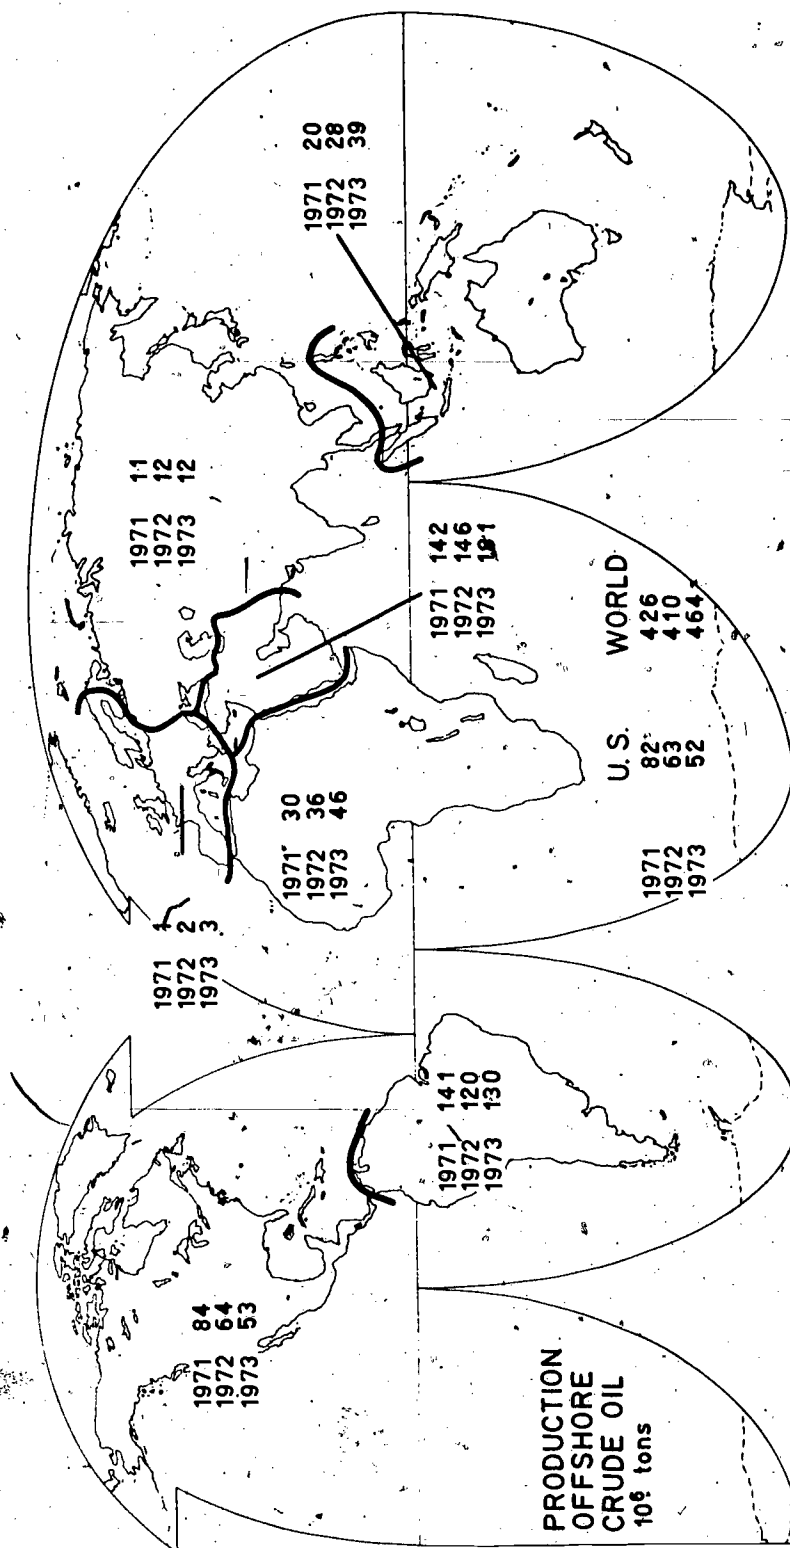 1971 84
1972 64
1973 53
1971 1
1972 2
1973 3
1971 11
1972 12
1973 12
1971 20
1972 28
1973 39
1971 30
1972 36
1973 46
1971 142
1972 146
1973 181
1971 141
1972 120
1973 130
PRODUCTION
OFFSHORE
CRUDE OIL
10⁶ tons
U.S. WORLD
1971 82 426
1972 63 410
1973 52 464